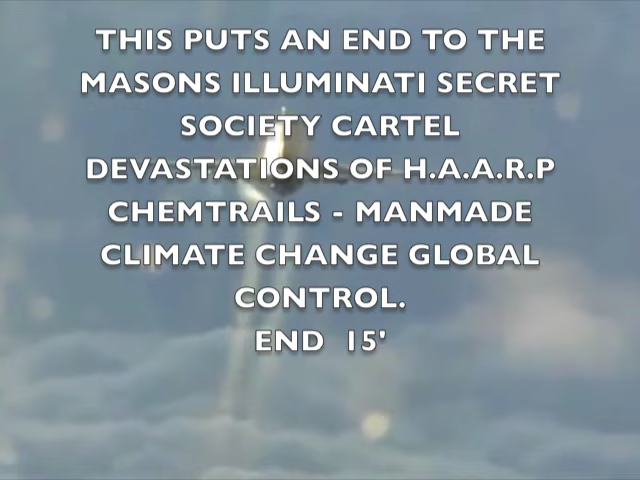 THIS PUTS AN END TO THE
MASONS ILLUMINATI SECRET
SOCIETY CARTEL
DEVASTATIONS OF H.A.A.R.P
CHEMTRAILS - MANMADE
CLIMATE CHANGE GLOBAL
CONTROL.
END  15'